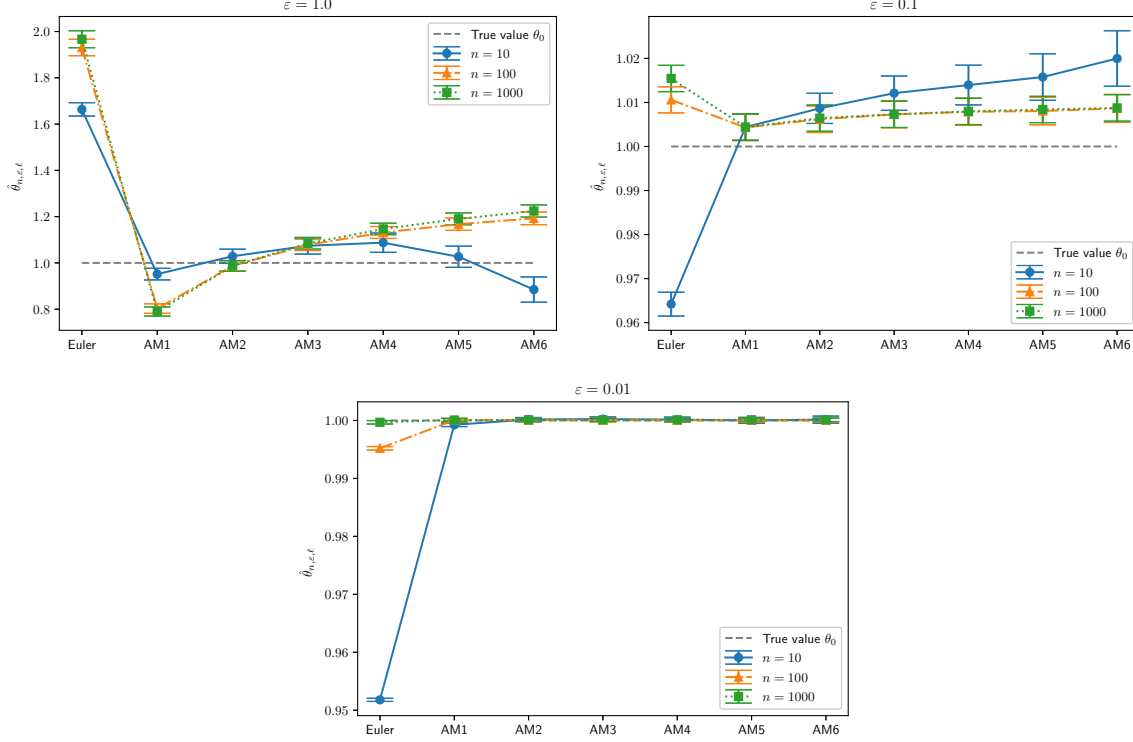 ε = 1.0
2.0
1.8
1.6
1.4
1.2
1.0
0.8
θ̂ₙ,ε,ℓ
True value θ₀
n = 10
n = 100
n = 1000
Euler AM1 AM2 AM3 AM4 AM5 AM6
ε = 0.1
1.02
1.01
1.00
0.99
0.98
0.97
0.96
θ̂ₙ,ε,ℓ
True value θ₀
n = 10
n = 100
n = 1000
Euler AM1 AM2 AM3 AM4 AM5 AM6
ε = 0.01
1.00
0.99
0.98
0.97
0.96
0.95
θ̂ₙ,ε,ℓ
True value θ₀
n = 10
n = 100
n = 1000
Euler AM1 AM2 AM3 AM4 AM5 AM6